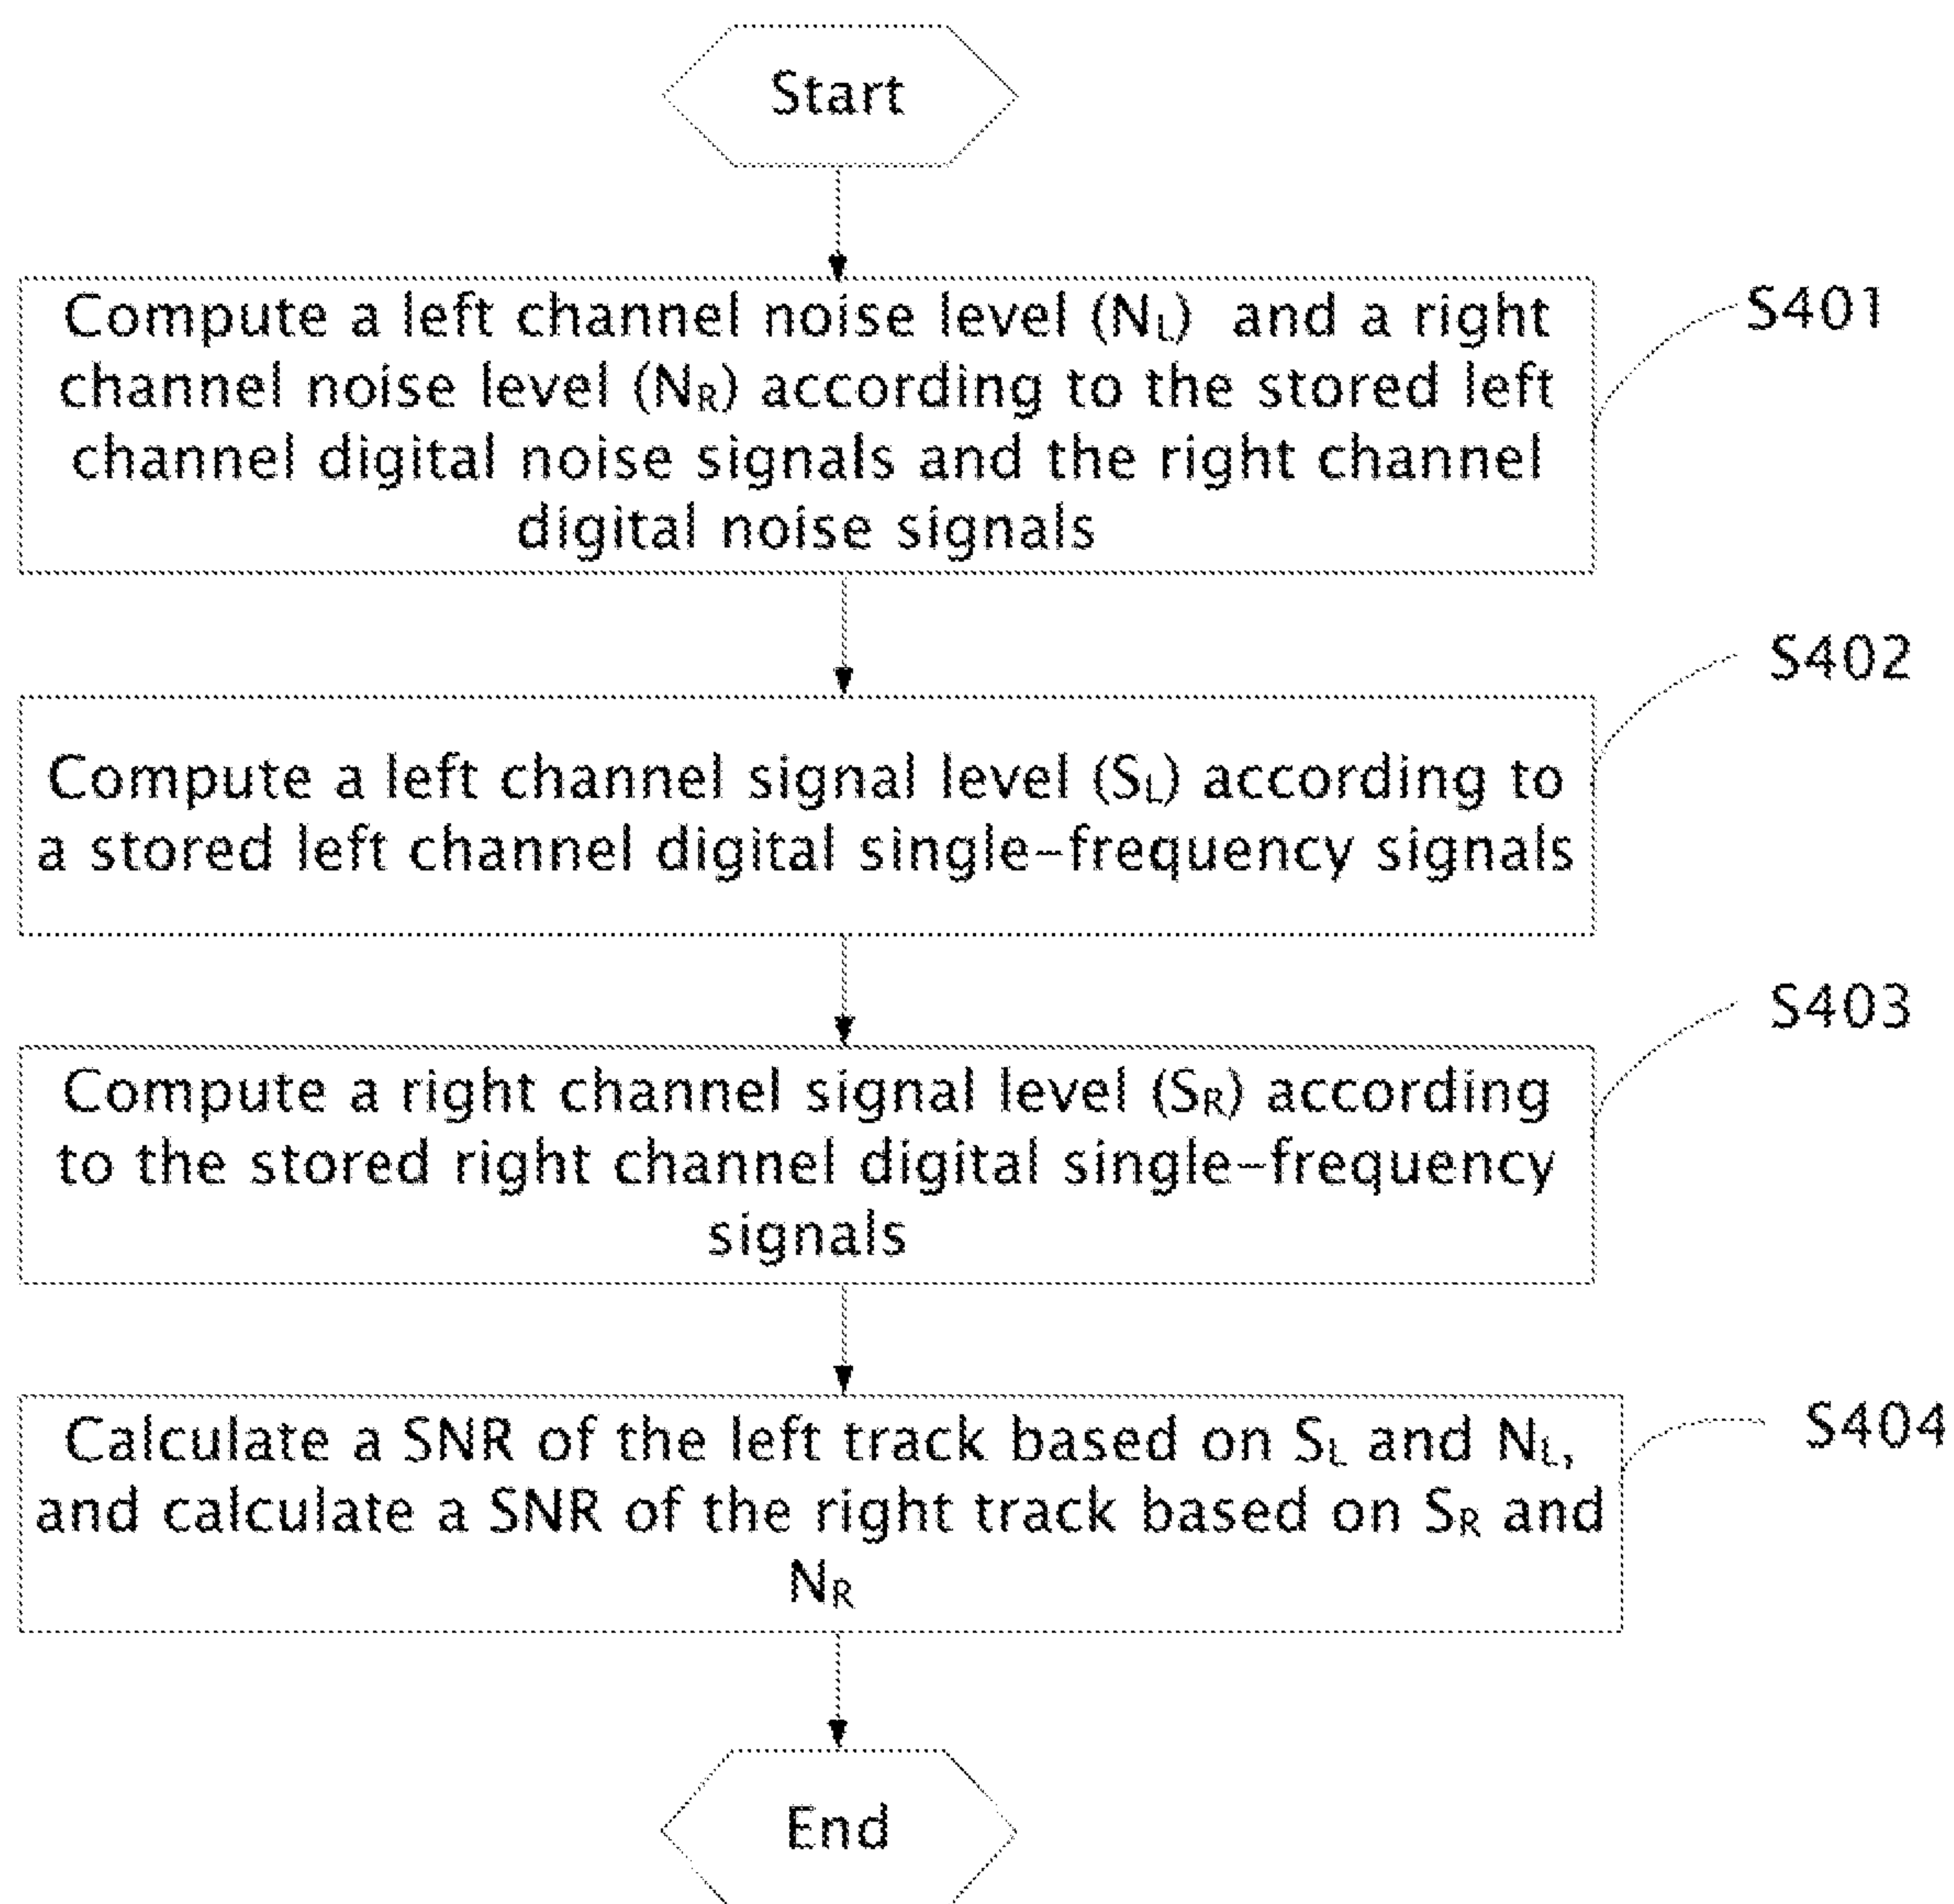 Start
Compute a left channel noise level (NL) and a right
channel noise level (NR) according to the stored left
channel digital noise signals and the right channel
digital noise signals
S401
Compute a left channel signal level (SL) according to
a stored left channel digital single-frequency signals
S402
Compute a right channel signal level (SR) according
to the stored right channel digital single-frequency
signals
S403
Calculate a SNR of the left track based on SL and NL,
and calculate a SNR of the right track based on SR and
NR
S404
End